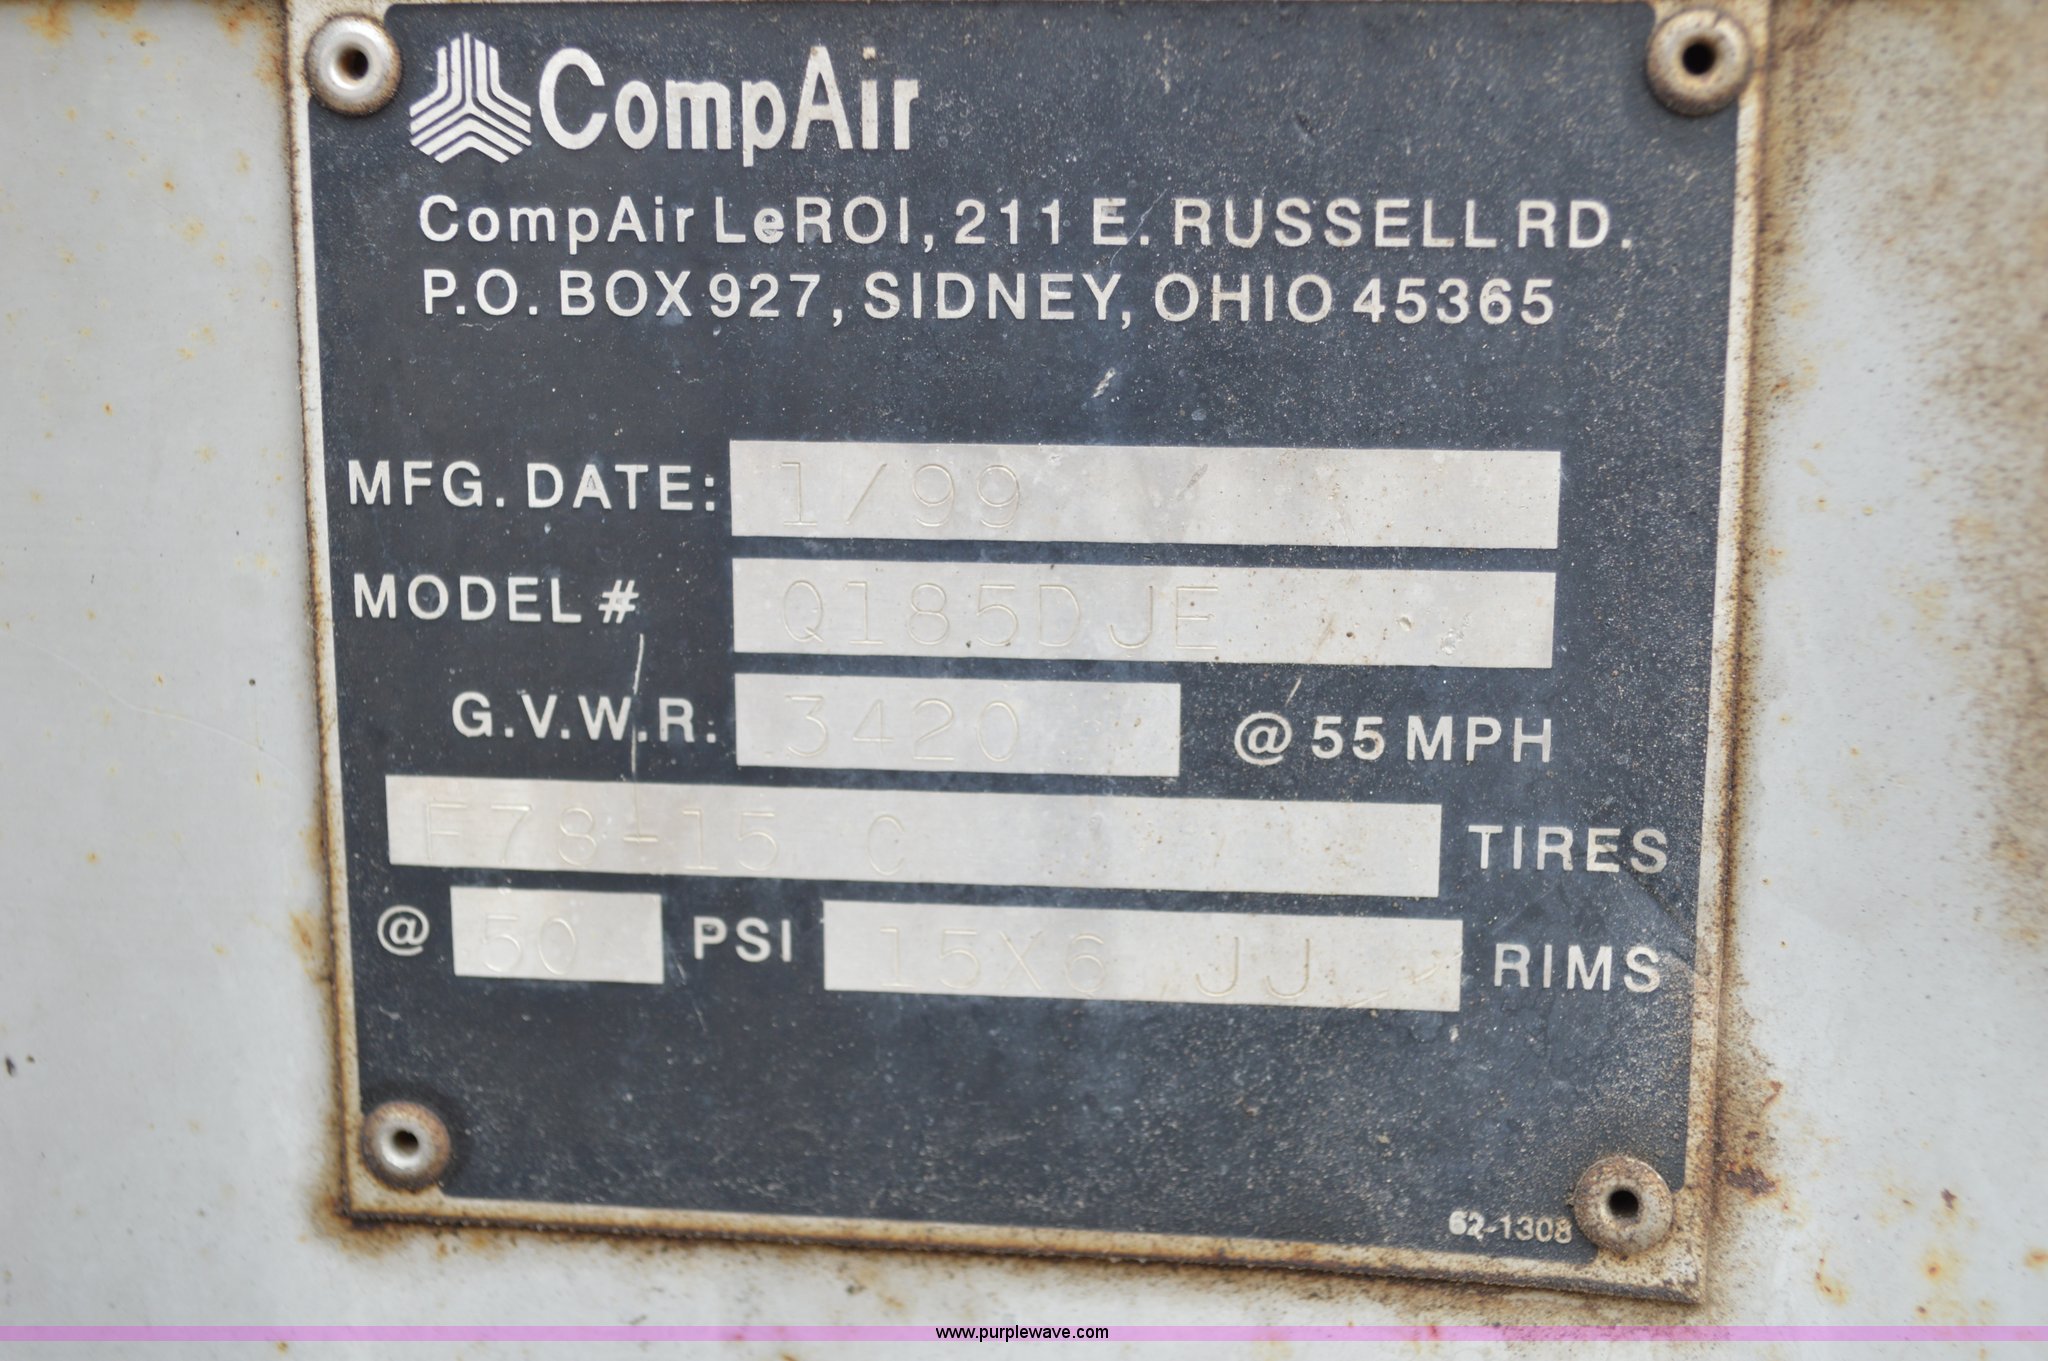 CompAir
CompAir LeROI, 211 E. RUSSELL RD.
P.O. BOX 927, SIDNEY, OHIO 45365
MFG. DATE: 1/99
MODEL # Q185DJE
G.V.W.R: 3420 @ 55 MPH
F78-15 C TIRES
@ 50 PSI 15X6 JJ RIMS
62-1308
www.purplewave.com